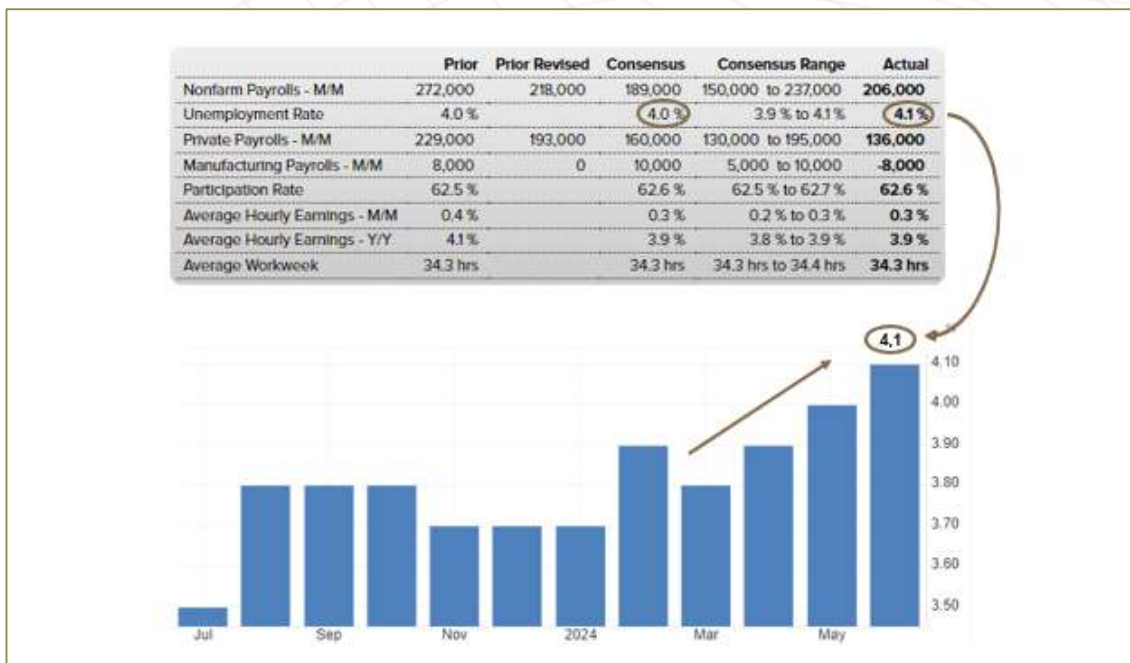 Prior Prior Revised Consensus Consensus Range Actual
Nonfarm Payrolls - M/M 272,000 218,000 189,000 150,000 to 237,000 206,000
Unemployment Rate 4.0 % 4.0 % 3.9 % to 4.1 % 4.1 %
Private Payrolls - M/M 229,000 193,000 160,000 130,000 to 195,000 136,000
Manufacturing Payrolls - M/M 8,000 0 10,000 5,000 to 10,000 -8,000
Participation Rate 62.5 % 62.6 % 62.5 % to 62.7 % 62.6 %
Average Hourly Earnings - M/M 0.4 % 0.3 % 0.2 % to 0.3 % 0.3 %
Average Hourly Earnings - Y/Y 4.1 % 3.9 % 3.8 % to 3.9 % 3.9 %
Average Workweek 34.3 hrs 34.3 hrs 34.3 hrs to 34.4 hrs 34.3 hrs
4.1
4.10
4.00
3.90
3.80
3.70
3.60
3.50
Jul Sep Nov 2024 Mar May